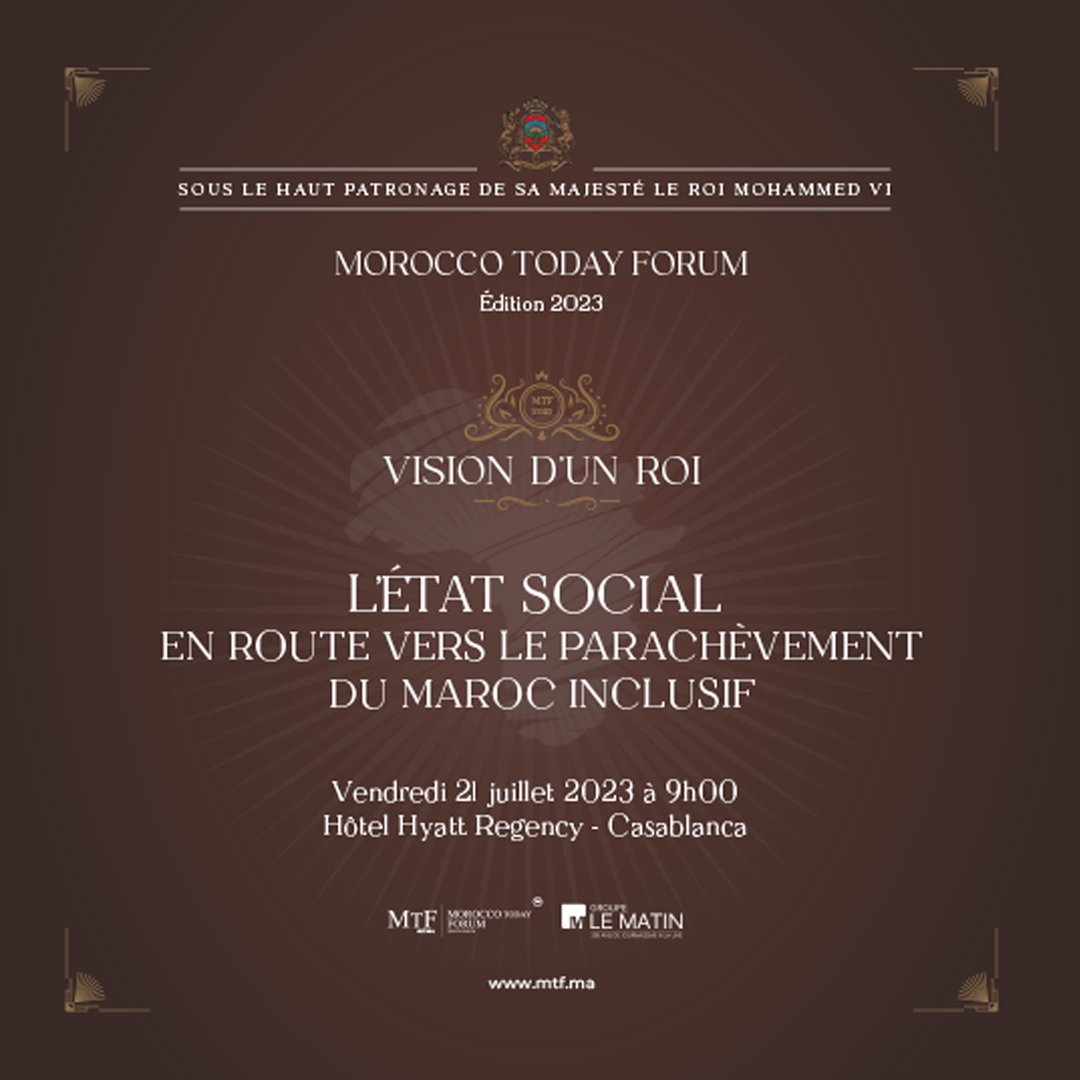 SOUS LE HAUT PATRONAGE DE SA MAJESTÉ LE ROI MOHAMMED VI
MOROCCO TODAY FORUM
Édition 2023
MTF
2023
VISION D'UN ROI
L'ÉTAT SOCIAL
EN ROUTE VERS LE PARACHÈVEMENT
DU MAROC INCLUSIF
Vendredi 21 juillet 2023 à 9h00
Hôtel Hyatt Regency - Casablanca
MTF
MOROCCO TODAY
FORUM
GROUPE
LE MATIN
www.mtf.ma